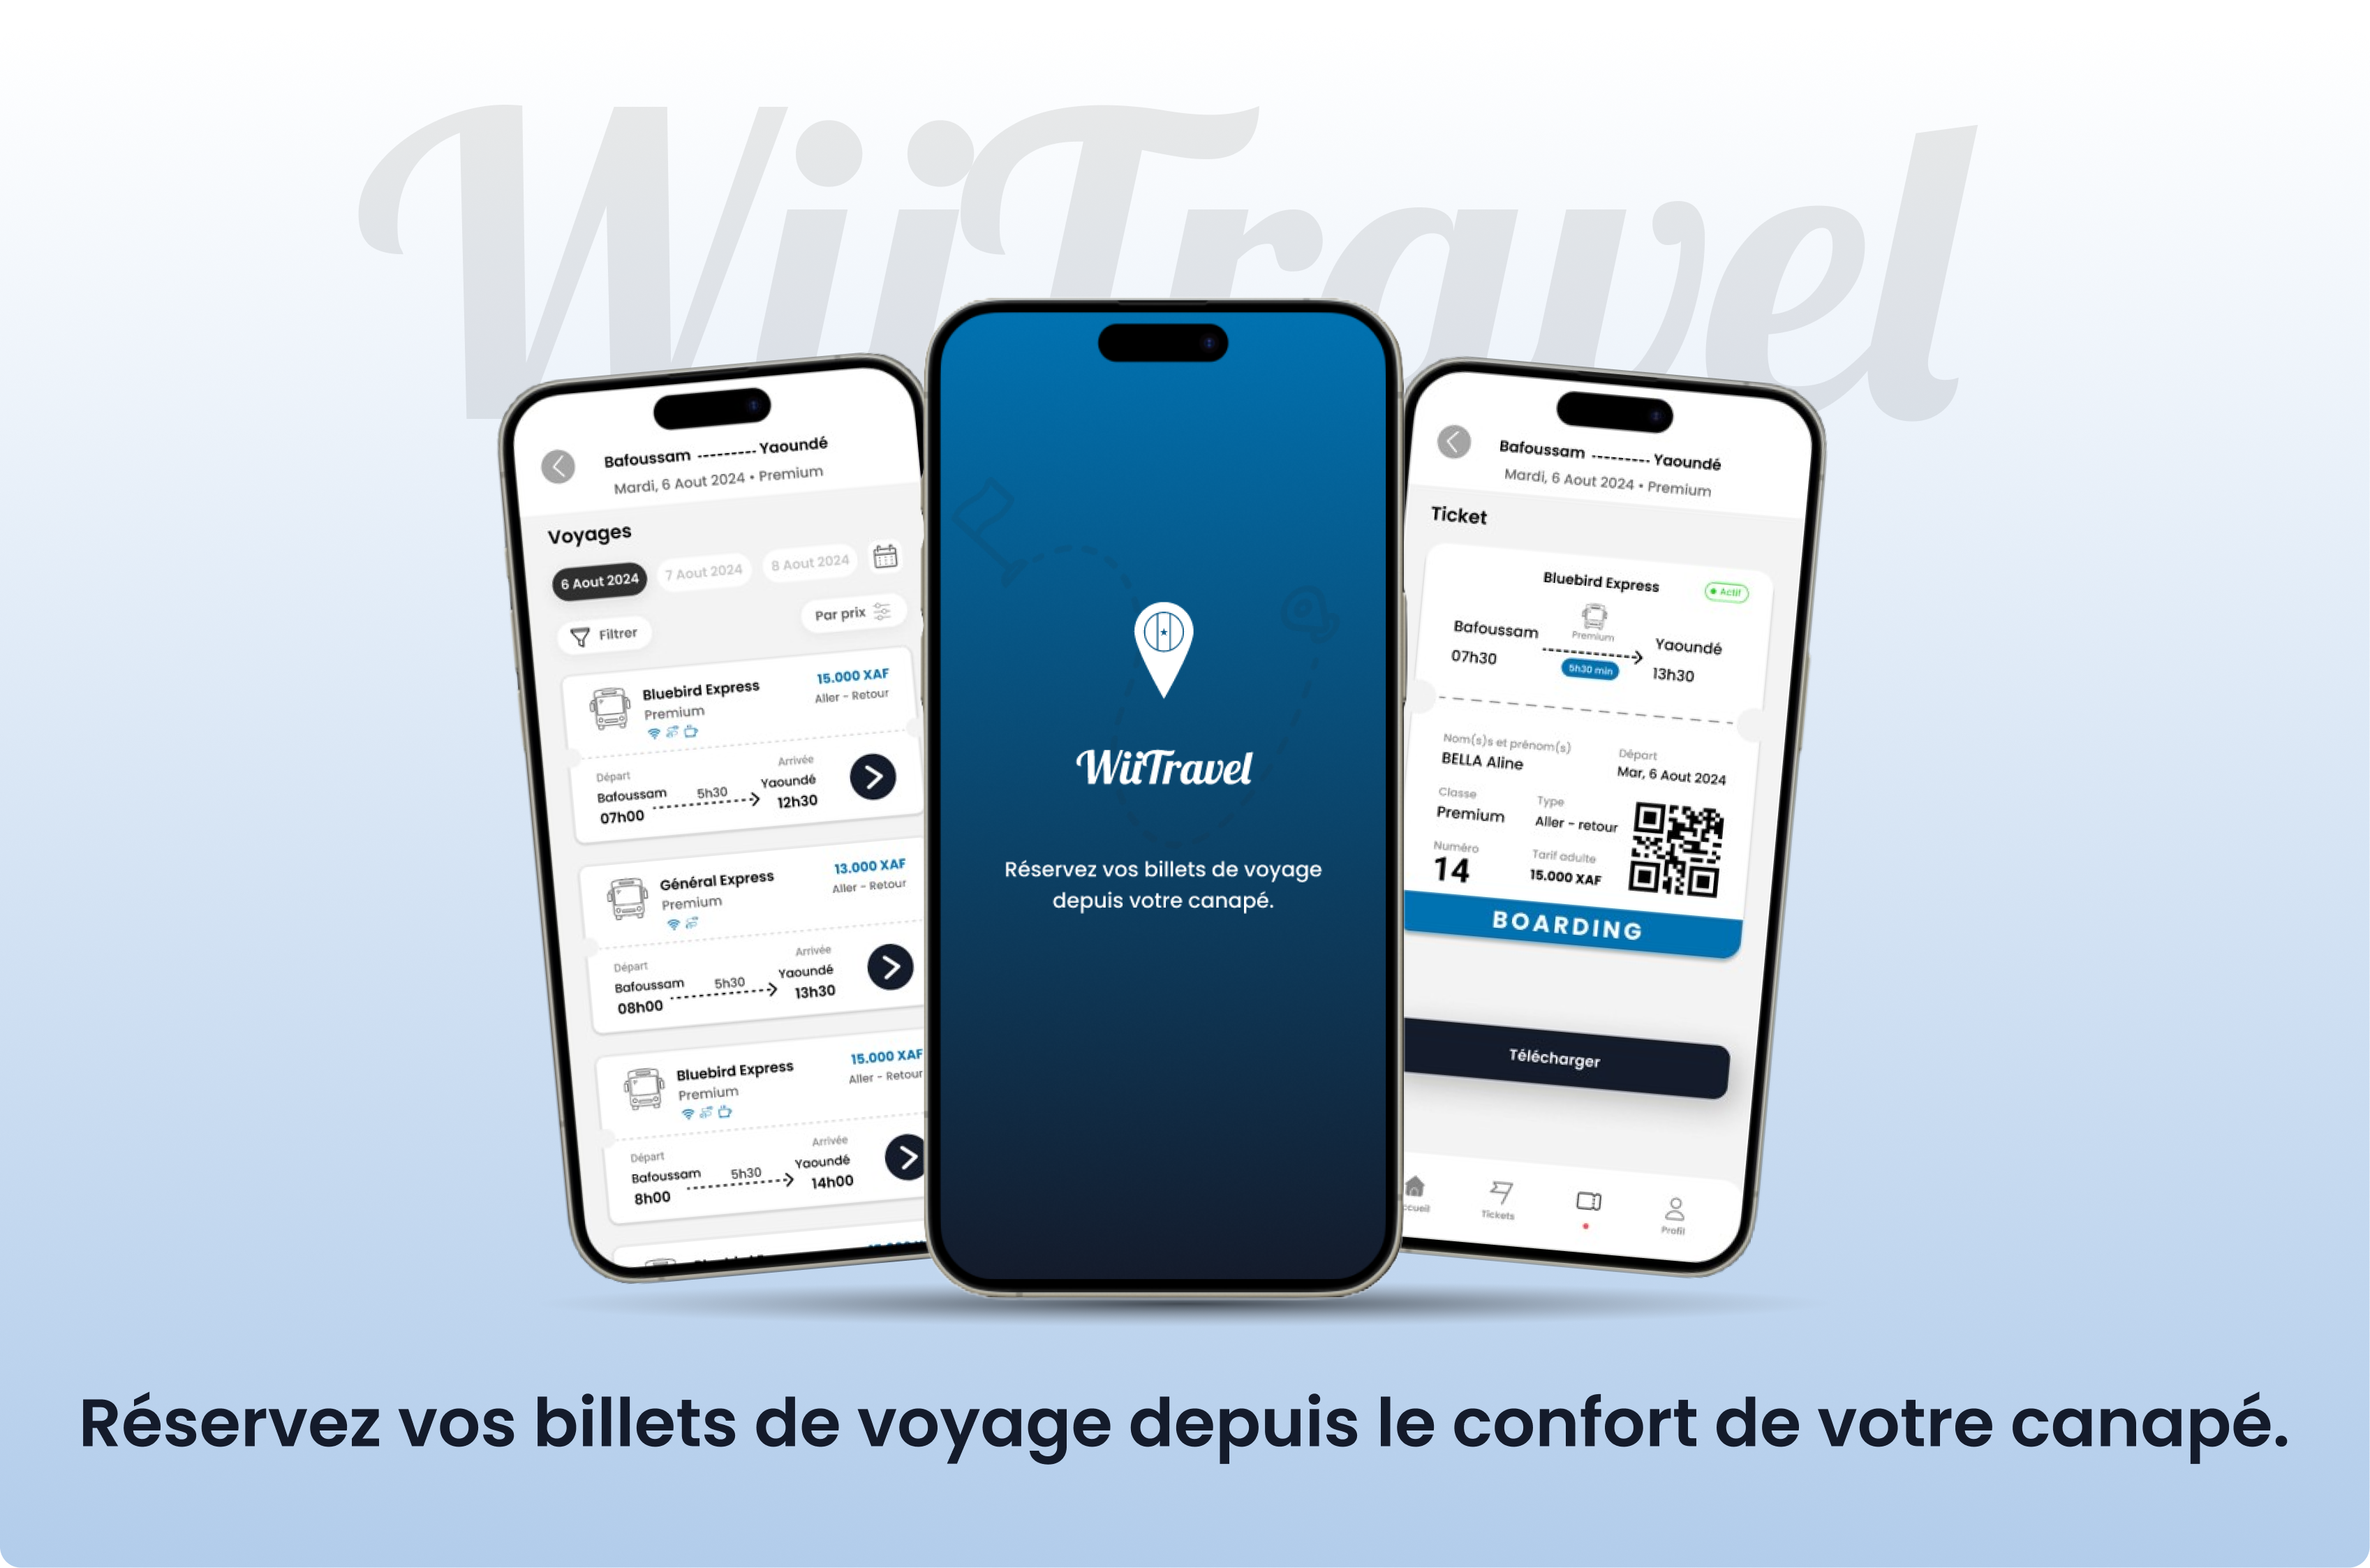 WiiTravel
Bafoussam --------- Yaoundé
Mardi, 6 Aout 2024 • Premium
Voyages
6 Aout 2024
7 Aout 2024
8 Aout 2024
Filtrer
Par prix
Bluebird Express
15.000 XAF
Premium
Aller - Retour
Départ
Arrivée
Bafoussam
5h30
Yaoundé
07h00
12h30
Général Express
13.000 XAF
Premium
Aller - Retour
Départ
Arrivée
Bafoussam
5h30
Yaoundé
08h00
13h30
Bluebird Express
15.000 XAF
Premium
Aller - Retour
Départ
Arrivée
Bafoussam
5h30
Yaoundé
8h00
14h00
WiiTravel
Réservez vos billets de voyage
depuis votre canapé.
Bafoussam --------- Yaoundé
Mardi, 6 Aout 2024 • Premium
Ticket
Bluebird Express
Actif
Premium
Bafoussam
Yaoundé
07h30
5h30 min
13h30
Nom(s)s et prénom(s)
Départ
BELLA Aline
Mar, 6 Aout 2024
Classe
Type
Premium
Aller - retour
Numéro
Tarif adulte
14
15.000 XAF
BOARDING
Télécharger
ccueil
Tickets
Profil
Réservez vos billets de voyage depuis le confort de votre canapé.